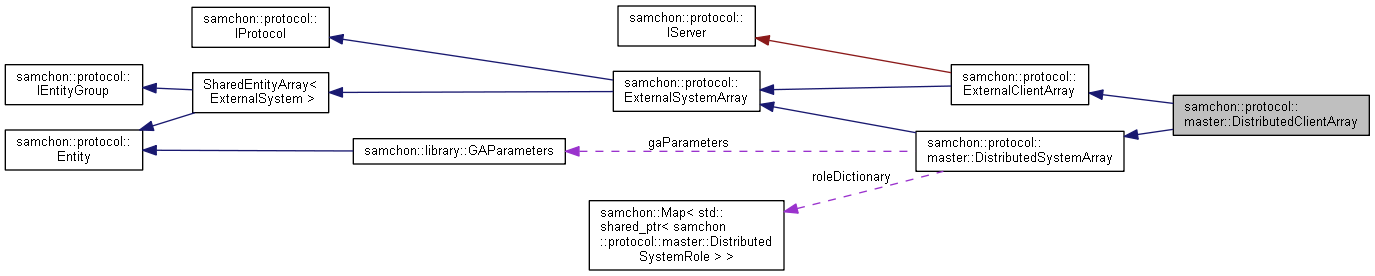 samchon::protocol::
IProtocol
samchon::protocol::
IServer
samchon::protocol::
IEntityGroup
SharedEntityArray<
ExternalSystem >
samchon::protocol::
ExternalSystemArray
samchon::protocol::
ExternalClientArray
samchon::protocol::
master::DistributedClientArray
samchon::protocol::
Entity
samchon::library::GAParameters
gaParameters
samchon::protocol::
master::DistributedSystemArray
roleDictionary
samchon::Map< std::
shared_ptr< samchon
::protocol::master::Distributed
SystemRole > >